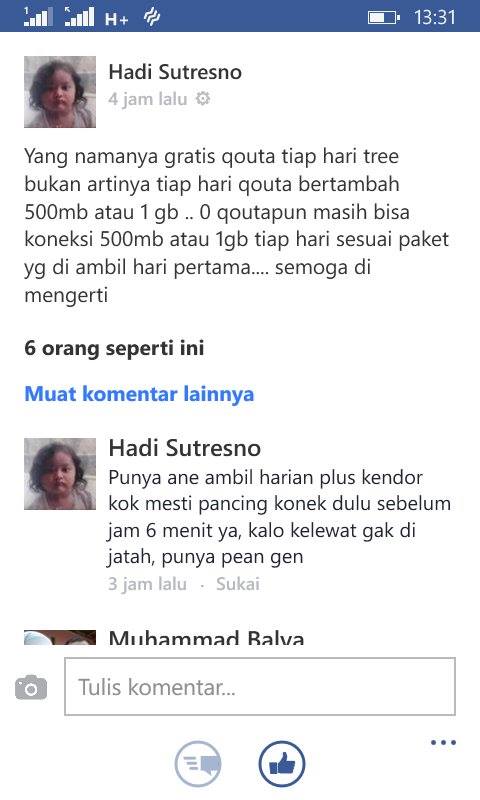 1 H+ 13:31
Hadi Sutresno
4 jam lalu
Yang namanya gratis qouta tiap hari tree
bukan artinya tiap hari qouta bertambah
500mb atau 1 gb .. 0 qoutapun masih bisa
koneksi 500mb atau 1gb tiap hari sesuai paket
yg di ambil hari pertama.... semoga di
mengerti
6 orang seperti ini
Muat komentar lainnya
Hadi Sutresno
Punya ane ambil harian plus kendor
kok mesti pancing konek dulu sebelum
jam 6 menit ya, kalo kelewat gak di
jatah, punya pean gen
3 jam lalu · Sukai
Muhammad Balya
Tulis komentar...